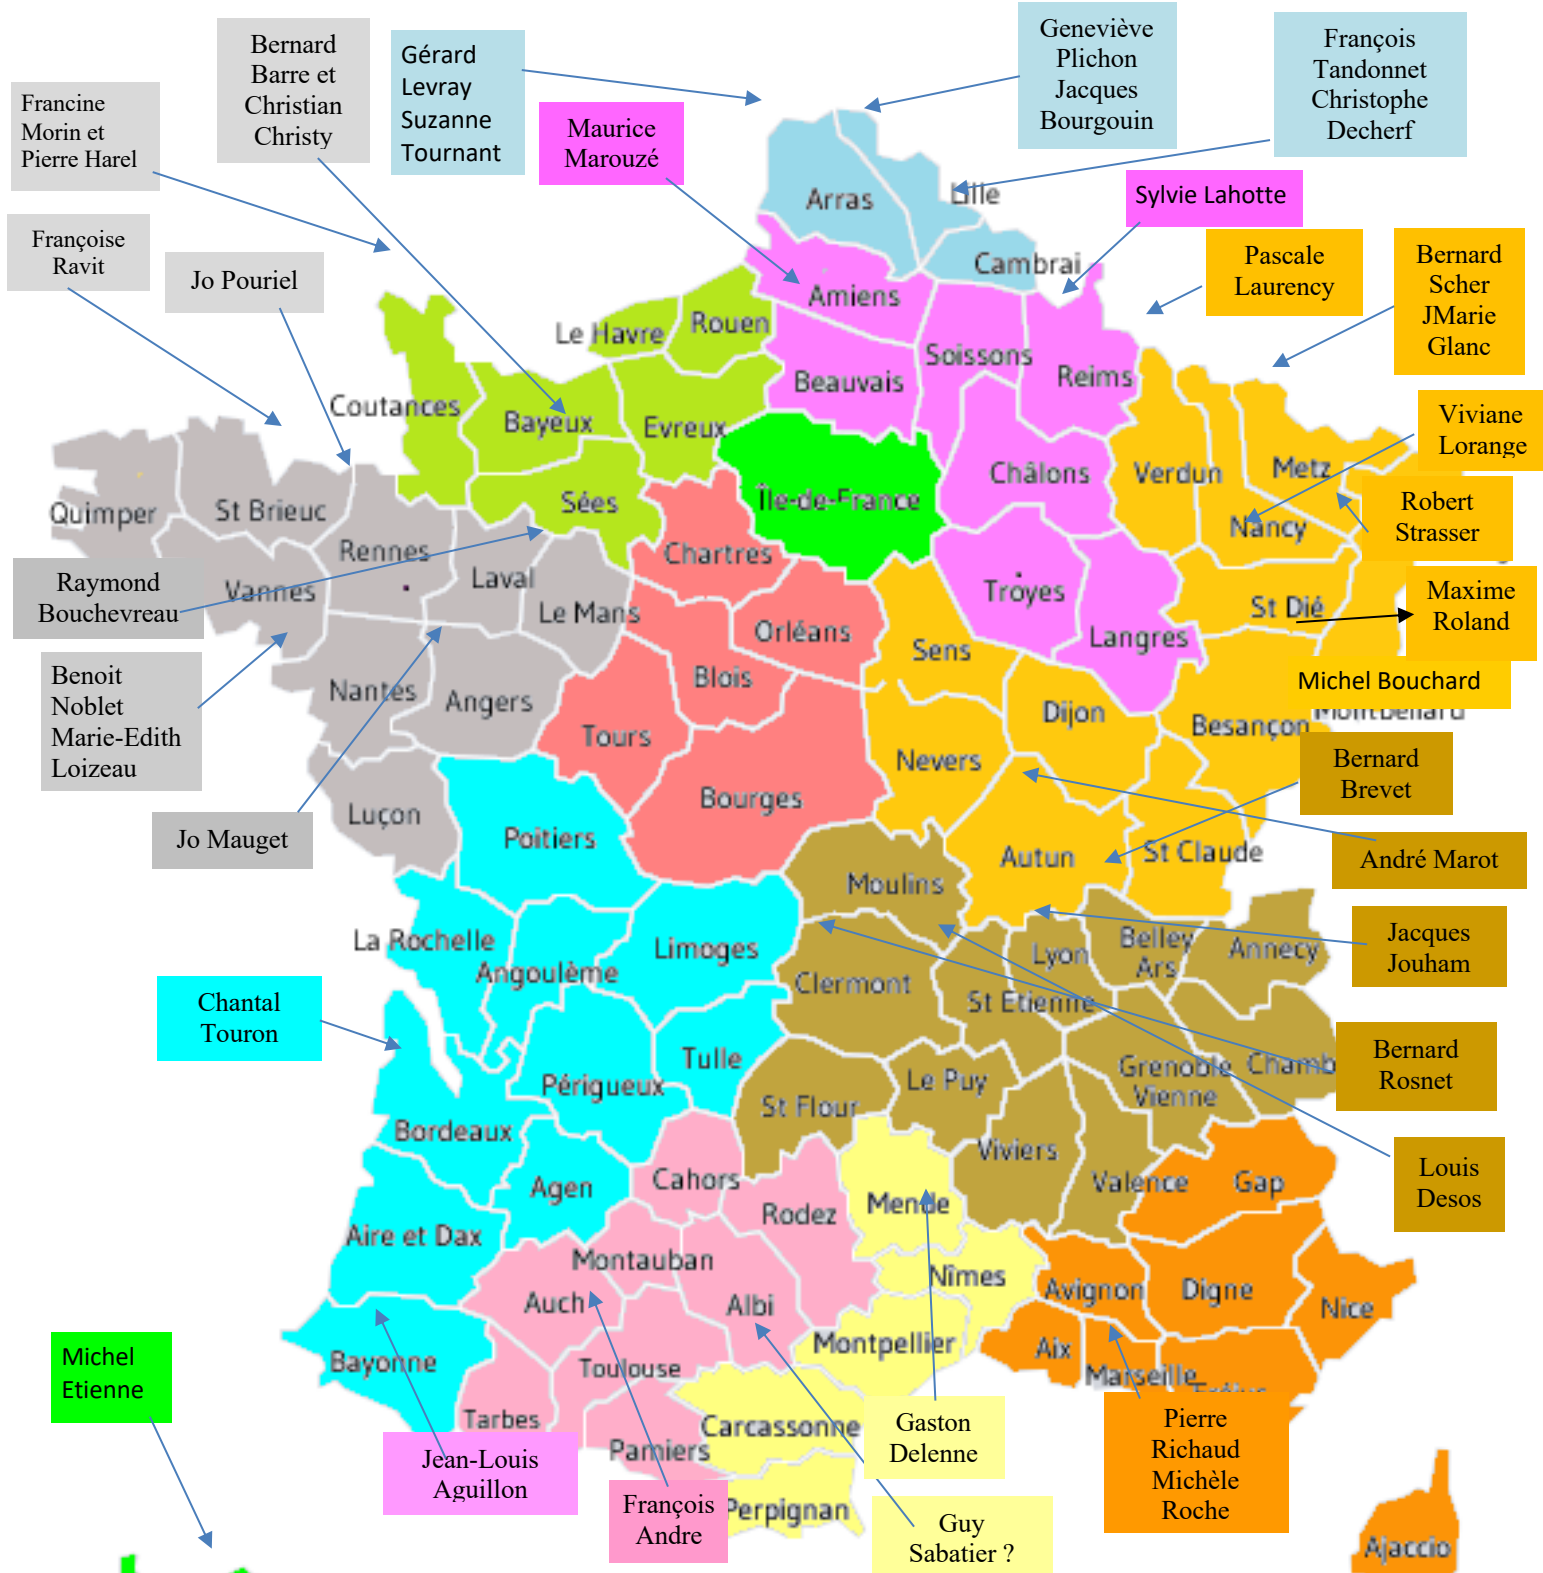 Bernard
Barre et
Christian
Christy
Gérard
Levray
Suzanne
Tournant
Geneviève
Plichon
Jacques
Bourgouin
François
Tandonnet
Christophe
Decherf
Francine
Morin et
Pierre Harel
Maurice
Marouzé
Sylvie Lahotte
Françoise
Ravit
Jo Pouriel
Pascale
Laurency
Bernard
Scher
JMarie
Glanc
Viviane
Lorange
Robert
Strasser
Maxime
Roland
Michel Bouchard
Raymond
Bouchevreau
Benoit
Noblet
Marie-Edith
Loizeau
Jo Mauget
Bernard
Brevet
André Marot
Jacques
Jouham
Bernard
Rosnet
Louis
Desos
Chantal
Touron
Michel
Etienne
Jean-Louis
Aguillon
François
Andre
Gaston
Delenne
Guy
Sabatier ?
Pierre
Richaud
Michèle
Roche
Arras
Lille
Cambrai
Amiens
Le Havre
Rouen
Beauvais
Soissons
Reims
Coutances
Bayeux
Evreux
Sées
Île-de-France
Châlons
Verdun
Metz
Nancy
Quimper
St Brieuc
Rennes
Vannes
Laval
Le Mans
Chartres
Orléans
Blois
Troyes
Langres
St Dié
Sens
Dijon
Besançon
Montbéliard
Nantes
Angers
Tours
Bourges
Nevers
Luçon
Poitiers
Autun
St Claude
Moulins
La Rochelle
Angoulème
Limoges
Clermont
Lyon
Belley
Ars
Annecy
St Etienne
Tulle
Périgueux
Le Puy
Grenoble
Vienne
Chamb
St Flour
Bordeaux
Viviers
Valence
Gap
Agen
Cahors
Rodez
Mende
Aire et Dax
Montauban
Auch
Albi
Nîmes
Avignon
Digne
Nice
Bayonne
Toulouse
Montpellier
Aix
Marseille
Fréjus
Tarbes
Pamiers
Carcassonne
Perpignan
Ajaccio